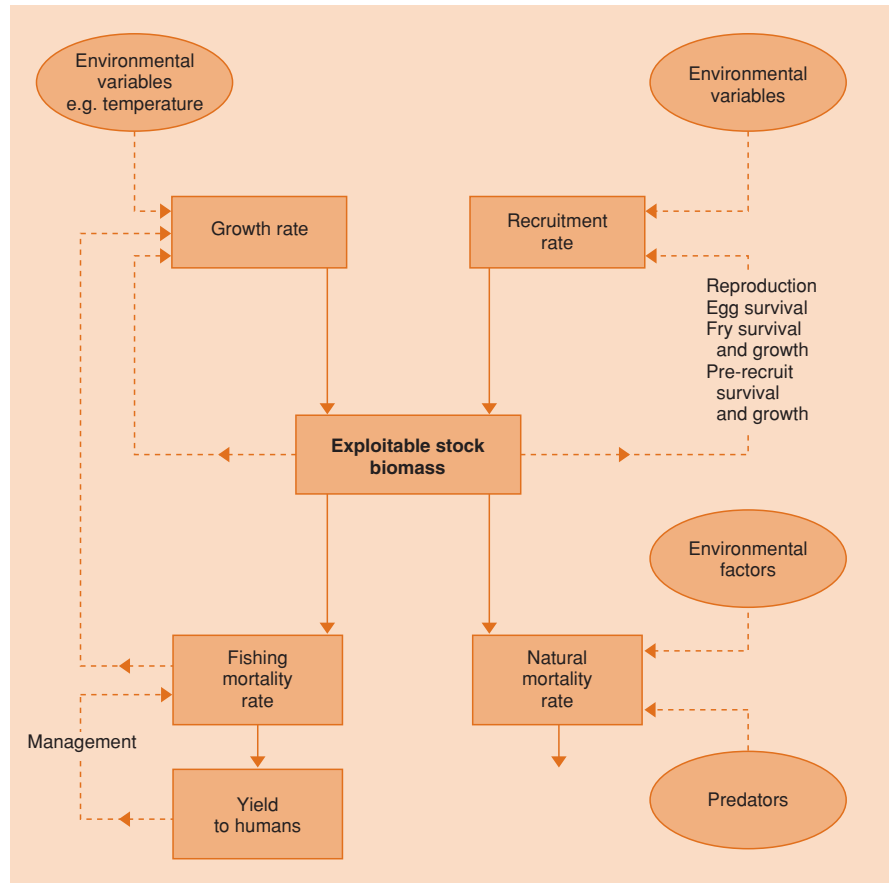 Environmental
variables
e.g. temperature
Environmental
variables
Growth rate
Recruitment
rate
Reproduction
Egg survival
Fry survival
and growth
Pre-recruit
survival
and growth
Exploitable stock
biomass
Environmental
factors
Fishing
mortality
rate
Natural
mortality
rate
Management
Yield
to humans
Predators